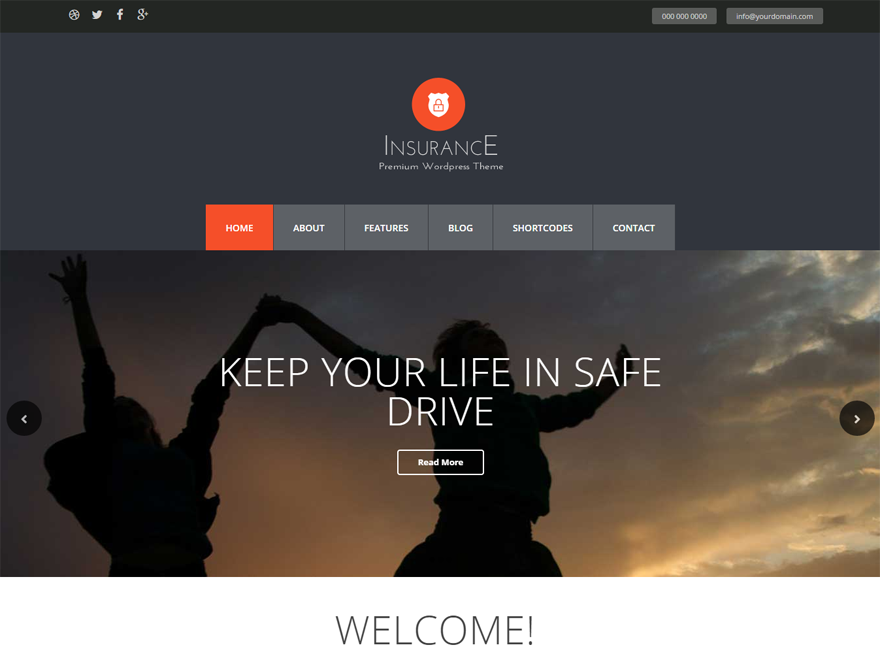 000 000 0000 info@yourdomain.com
InsurancE
Premium Wordpress Theme
HOME ABOUT FEATURES BLOG SHORTCODES CONTACT
KEEP YOUR LIFE IN SAFE
DRIVE
Read More
WELCOME!